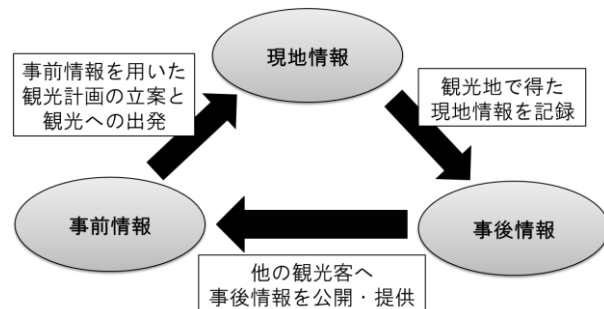 現地情報
事前情報を用いた
観光計画の立案と
観光への出発
観光地で得た
現地情報を記録
事前情報
事後情報
他の観光客へ
事後情報を公開・提供